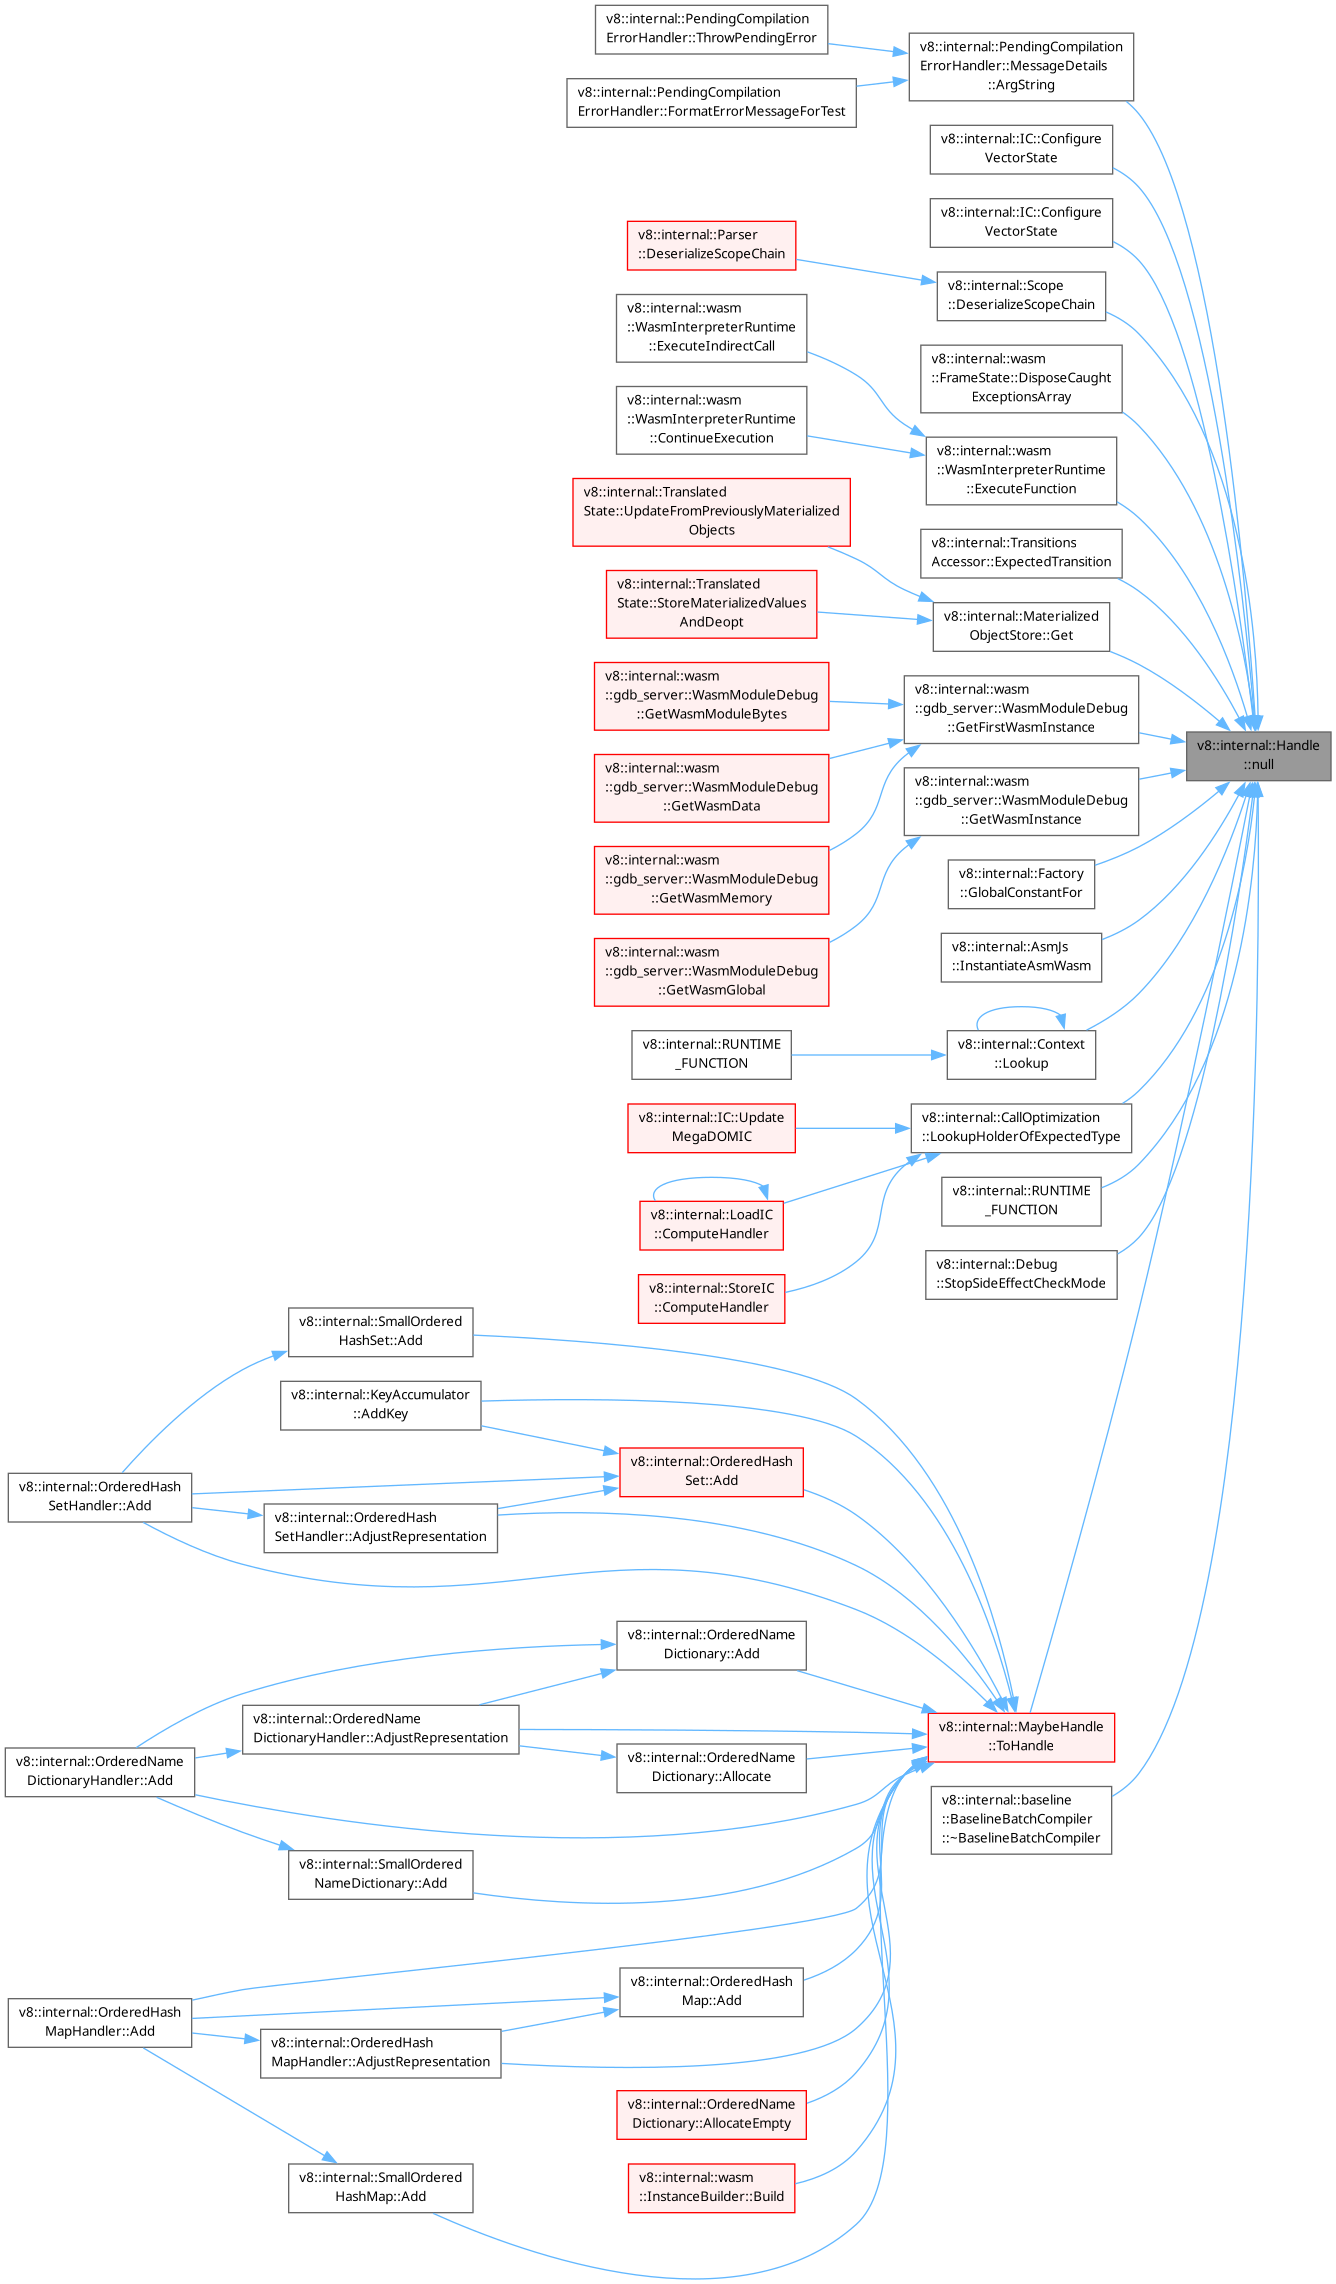 v8::internal::PendingCompilation
ErrorHandler::ThrowPendingError
v8::internal::PendingCompilation
ErrorHandler::MessageDetails
::ArgString
v8::internal::PendingCompilation
ErrorHandler::FormatErrorMessageForTest
v8::internal::IC::Configure
VectorState
v8::internal::IC::Configure
VectorState
v8::internal::Parser
::DeserializeScopeChain
v8::internal::Scope
::DeserializeScopeChain
v8::internal::wasm
::WasmInterpreterRuntime
::ExecuteIndirectCall
v8::internal::wasm
::FrameState::DisposeCaught
ExceptionsArray
v8::internal::wasm
::WasmInterpreterRuntime
::ContinueExecution
v8::internal::wasm
::WasmInterpreterRuntime
::ExecuteFunction
v8::internal::Translated
State::UpdateFromPreviouslyMaterialized
Objects
v8::internal::Transitions
Accessor::ExpectedTransition
v8::internal::Translated
State::StoreMaterializedValues
AndDeopt
v8::internal::Materialized
ObjectStore::Get
v8::internal::wasm
::gdb_server::WasmModuleDebug
::GetWasmModuleBytes
v8::internal::wasm
::gdb_server::WasmModuleDebug
::GetFirstWasmInstance
v8::internal::Handle
::null
v8::internal::wasm
::gdb_server::WasmModuleDebug
::GetWasmData
v8::internal::wasm
::gdb_server::WasmModuleDebug
::GetWasmInstance
v8::internal::wasm
::gdb_server::WasmModuleDebug
::GetWasmMemory
v8::internal::Factory
::GlobalConstantFor
v8::internal::wasm
::gdb_server::WasmModuleDebug
::GetWasmGlobal
v8::internal::AsmJs
::InstantiateAsmWasm
v8::internal::RUNTIME
_FUNCTION
v8::internal::Context
::Lookup
v8::internal::IC::Update
MegaDOMIC
v8::internal::CallOptimization
::LookupHolderOfExpectedType
v8::internal::LoadIC
::ComputeHandler
v8::internal::RUNTIME
_FUNCTION
v8::internal::StoreIC
::ComputeHandler
v8::internal::Debug
::StopSideEffectCheckMode
v8::internal::SmallOrdered
HashSet::Add
v8::internal::KeyAccumulator
::AddKey
v8::internal::OrderedHash
Set::Add
v8::internal::OrderedHash
SetHandler::Add
v8::internal::OrderedHash
SetHandler::AdjustRepresentation
v8::internal::OrderedName
Dictionary::Add
v8::internal::OrderedName
DictionaryHandler::AdjustRepresentation
v8::internal::MaybeHandle
::ToHandle
v8::internal::OrderedName
DictionaryHandler::Add
v8::internal::OrderedName
Dictionary::Allocate
v8::internal::baseline
::BaselineBatchCompiler
::~BaselineBatchCompiler
v8::internal::SmallOrdered
NameDictionary::Add
v8::internal::OrderedHash
Map::Add
v8::internal::OrderedHash
MapHandler::Add
v8::internal::OrderedHash
MapHandler::AdjustRepresentation
v8::internal::OrderedName
Dictionary::AllocateEmpty
v8::internal::SmallOrdered
HashMap::Add
v8::internal::wasm
::InstanceBuilder::Build